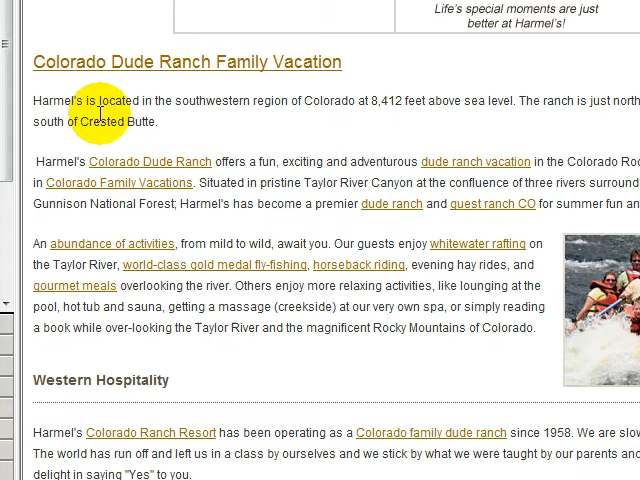 Life's special moments are just
better at Harmel's!
Colorado Dude Ranch Family Vacation
Harmel's is located in the southwestern region of Colorado at 8,412 feet above sea level. The ranch is just north
south of Crested Butte.
Harmel's Colorado Dude Ranch offers a fun, exciting and adventurous dude ranch vacation in the Colorado
in Colorado Family Vacations. Situated in pristine Taylor River Canyon at the confluence of three rivers
Gunnison National Forest; Harmel's has become a premier dude ranch and guest ranch CO for summer fun
An abundance of activities, from mild to wild, await you. Our guests enjoy whitewater rafting on
the Taylor River, world-class gold medal fly-fishing, horseback riding, evening hay rides, and
gourmet meals overlooking the river. Others enjoy more relaxing activities, like lounging at the
pool, hot tub and sauna, getting a massage (creekside) at our very own spa, or simply reading
a book while over-looking the Taylor River and the magnificent Rocky Mountains of Colorado.
Western Hospitality
Harmel's Colorado Ranch Resort has been operating as a Colorado family dude ranch since 1958. We are
The world has run off and left us in a class by ourselves and we stick by what we were taught by our parents
delight in saying "Yes" to you.